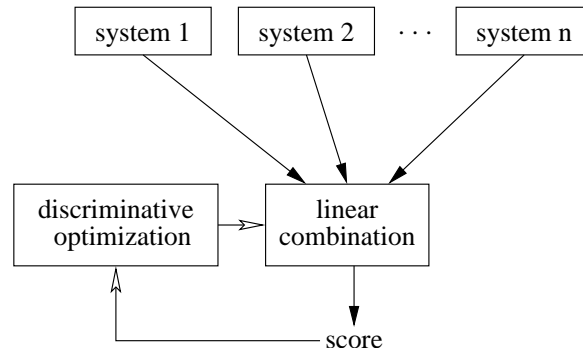 system 1
system 2
· · ·
system n
discriminative
optimization
linear
combination
score